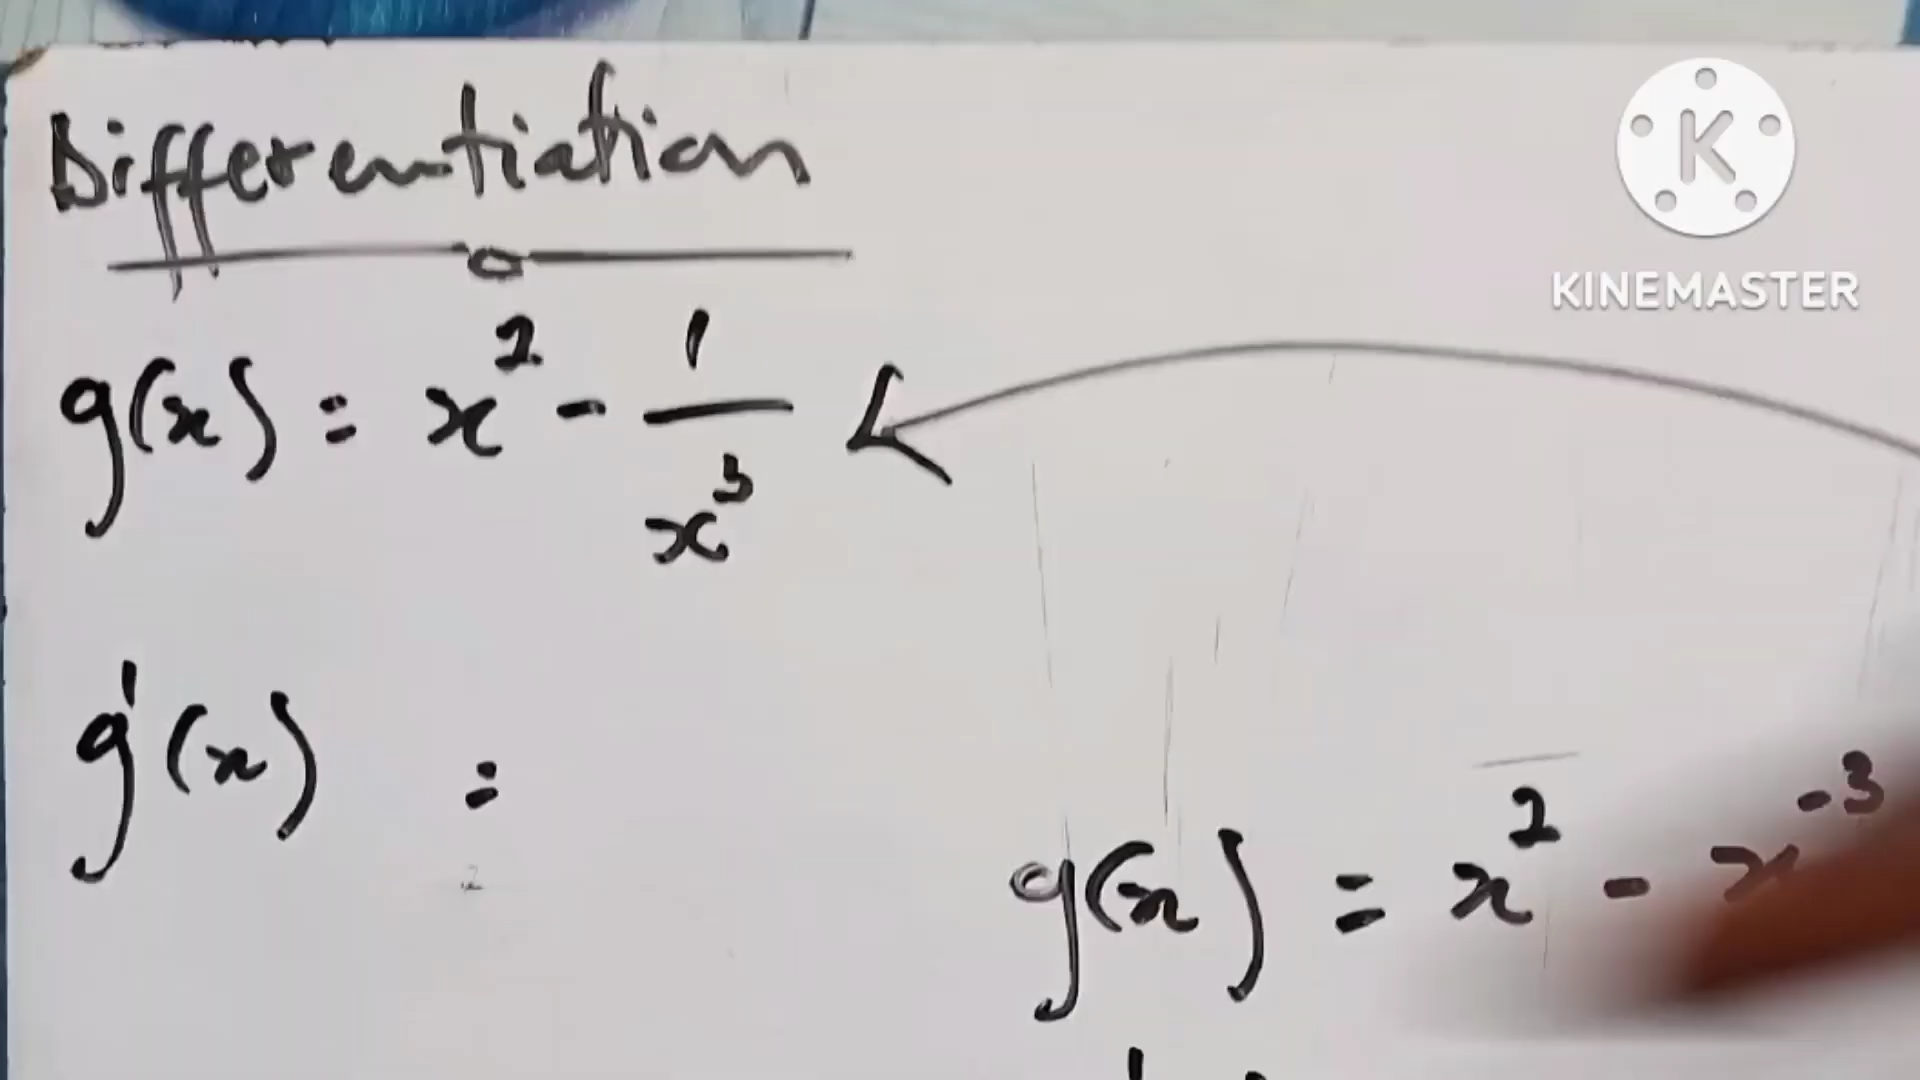 Differentiation
KINEMASTER
g(x) = x² - 1/x³
g'(x) =
g(x) = x² - x⁻³